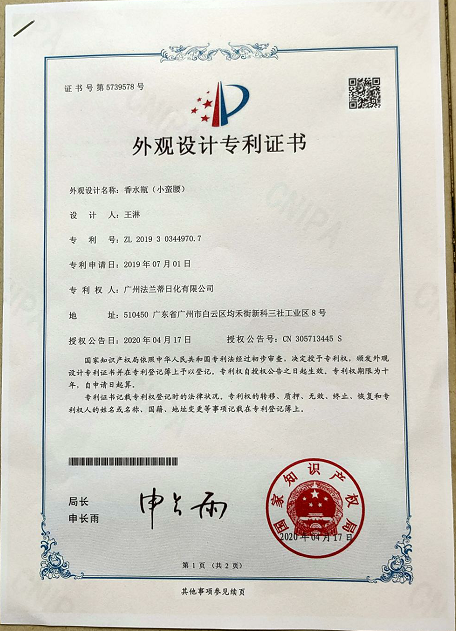 证书号第5739578号
外观设计专利证书
外观设计名称：香水瓶（小蛮腰）
设 计 人：王淋
专 利 号：ZL 2019 3 0344970.7
专利申请日：2019年07月01日
专 利 权 人：广州法兰蒂日化有限公司
地 址：510450 广东省广州市白云区均禾街新科三社工业区8号
授权公告日：2020年04月17日 授权公告号：CN 305713445 S
国家知识产权局依照中华人民共和国专利法经过初步审查，决定授予专利权，颁发外观
设计专利证书并在专利登记簿上予以登记。专利权自授权公告之日起生效。专利权期限为十
年，自申请日起算。
专利证书记载专利权登记时的法律状况。专利权的转移、质押、无效、终止、恢复和专
利权人的姓名或名称、国籍、地址变更等事项记载在专利登记簿上。
局长
申长雨
申长雨
国家知识产权局
2020年04月17日
第 1 页 （共 2 页）
其他事项参见续页
CNIPA